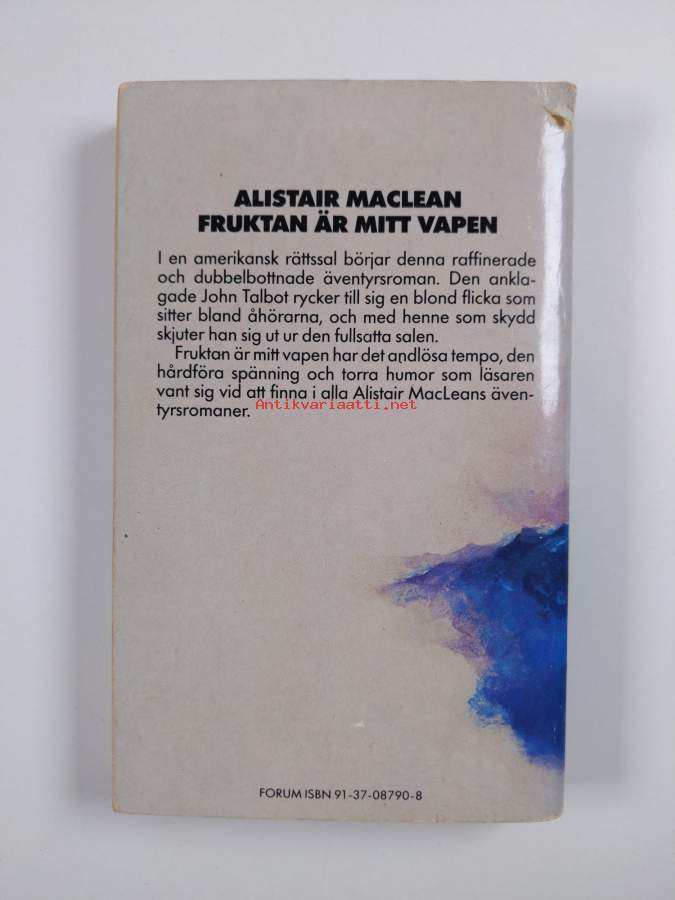 ALISTAIR MACLEAN
FRUKTAN ÄR MITT VAPEN
I en amerikansk rättssal börjar denna raffinerade
och dubbelbottnade äventyrsroman. Den ankla-
gade John Talbot rycker till sig en blond flicka som
sitter bland åhörarna, och med henne som skydd
skjuter han sig ut ur den fullsatta salen.
Fruktan är mitt vapen har det andlösa tempo, den
hårdföra spänning och torra humor som läsaren
vant sig vid att finna i alla Alistair MacLeans även-
tyrsromaner.
Antikvariaatti.net
FORUM ISBN 91-37-08790-8